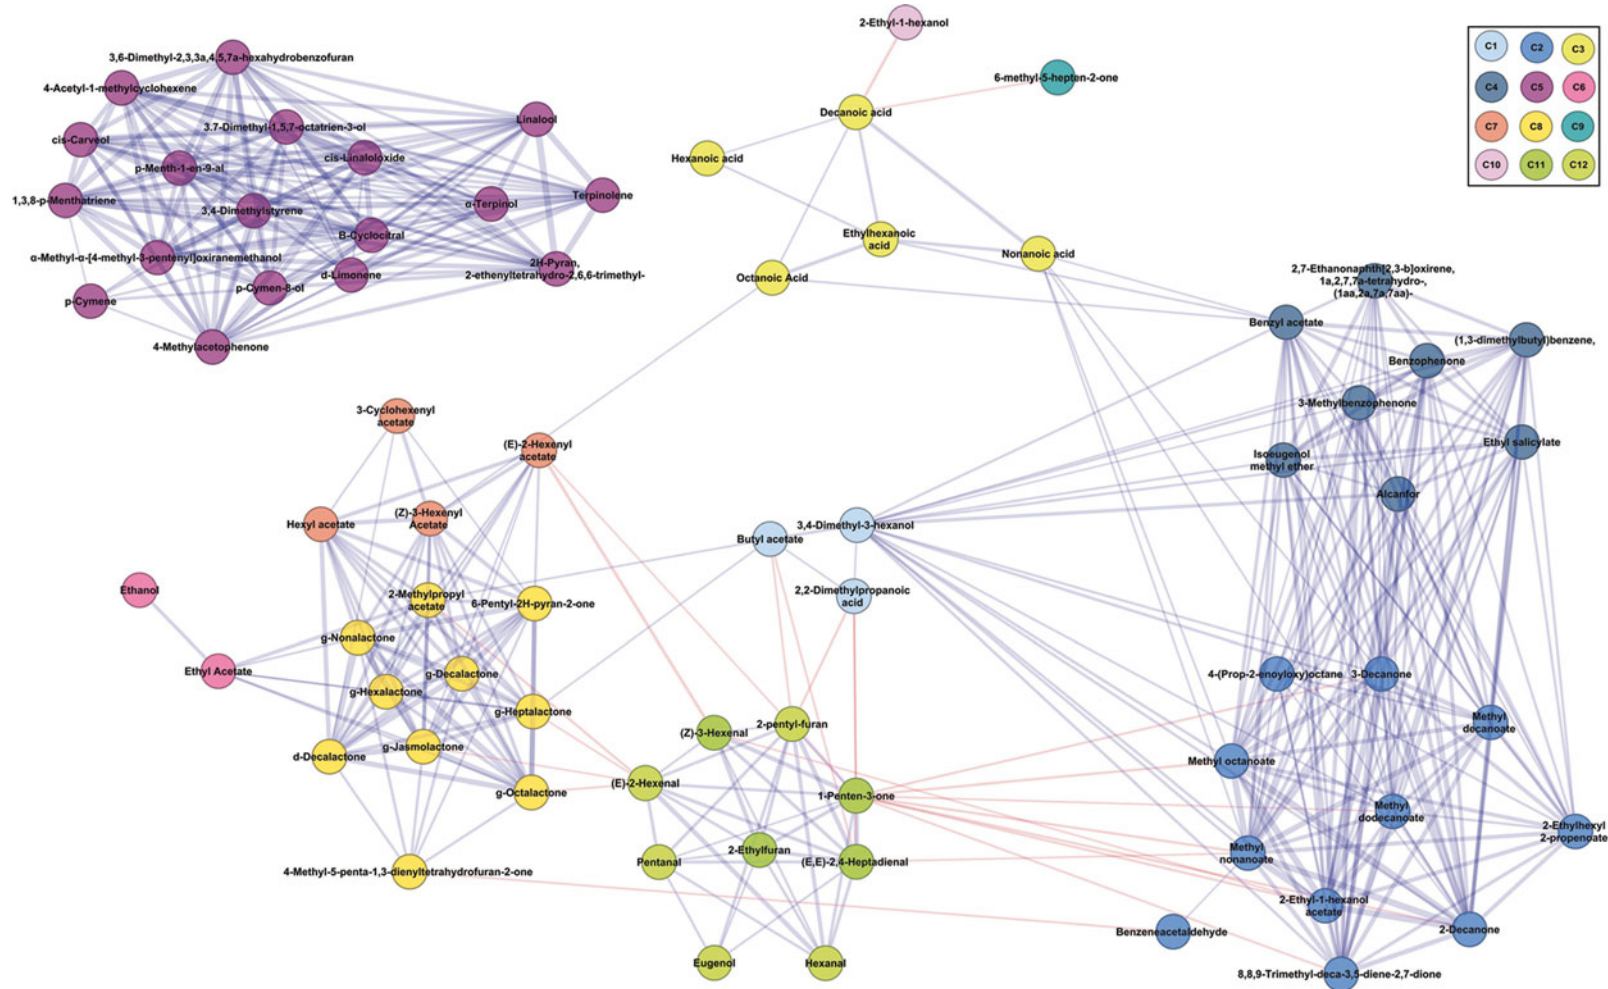 2-Ethyl-1-hexanol
6-methyl-5-hepten-2-one
Decanoic acid
Hexanoic acid
Ethylhexanoic
acid
Nonanoic acid
Octanoic Acid
C1
C2
C3
C4
C5
C6
C7
C8
C9
C10
C11
C12
3,6-Dimethyl-2,3,3a,4,5,7a-hexahydrobenzofuran
4-Acetyl-1-methylcyclohexene
3.7-Dimethyl-1,5,7-octatrien-3-ol
Linalool
cis-Carveol
cis-Linaloloxide
p-Menth-1-en-9-al
1,3,8-p-Menthatriene
3,4-Dimethylstyrene
α-Terpinol
Terpinolene
B-Cyclocitral
α-Methyl-α-[4-methyl-3-pentenyl]oxiranemethanol
2H-Pyran,
2-ethenyltetrahydro-2,6,6-trimethyl-
d-Limonene
p-Cymen-8-ol
p-Cymene
4-Methylacetophenone
2,7-Ethanonaphth[2,3-b]oxirene,
1a,2,7,7a-tetrahydro-,
(1aa,2a,7a,7aa)-
Benzyl acetate
(1,3-dimethylbutyl)benzene,
Benzophenone
3-Methylbenzophenone
Ethyl salicylate
Isoeugenol
methyl ether
Alcanfor
3-Cyclohexenyl
acetate
(E)-2-Hexenyl
acetate
Hexyl acetate
(Z)-3-Hexenyl
Acetate
Butyl acetate
3,4-Dimethyl-3-hexanol
2,2-Dimethylpropanoic
acid
Ethanol
Ethyl Acetate
2-Methylpropyl
acetate
6-Pentyl-2H-pyran-2-one
g-Nonalactone
g-Decalactone
g-Hexalactone
g-Heptalactone
g-Jasmolactone
d-Decalactone
g-Octalactone
4-Methyl-5-penta-1,3-dienyltetrahydrofuran-2-one
(Z)-3-Hexenal
2-pentyl-furan
(E)-2-Hexenal
1-Penten-3-one
Pentanal
2-Ethylfuran
(E,E)-2,4-Heptadienal
Eugenol
Hexanal
4-(Prop-2-enoyloxy)octane
3-Decanone
Methyl
decanoate
Methyl octanoate
Methyl
dodecanoate
2-Ethylhexyl
2-propenoate
Methyl
nonanoate
2-Ethyl-1-hexanol
acetate
Benzeneacetaldehyde
2-Decanone
8,8,9-Trimethyl-deca-3,5-diene-2,7-dione